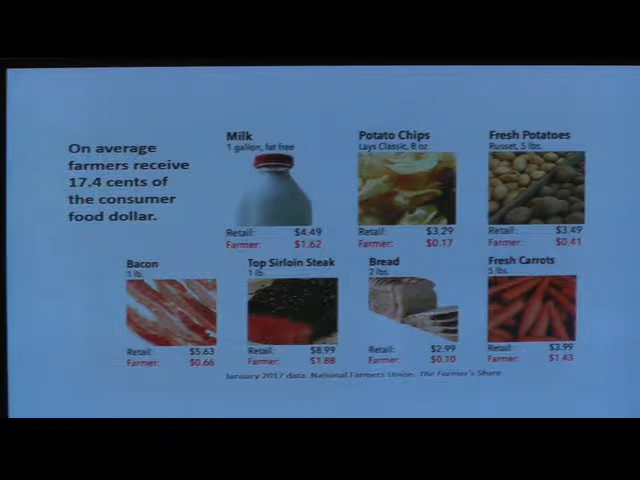 On average
farmers receive
17.4 cents of
the consumer
food dollar.
Milk
1 gallon, fat free
Retail: $4.49
Farmer: $1.62
Potato Chips
Lays Classic, 8 oz.
Retail: $3.29
Farmer: $0.17
Fresh Potatoes
Russet, 5 lbs.
Retail: $3.49
Farmer: $0.41
Bacon
1 lb.
Retail: $5.63
Farmer: $0.66
Top Sirloin Steak
1 lb.
Retail: $8.99
Farmer: $1.88
Bread
2 lbs.
Retail: $2.99
Farmer: $0.10
Fresh Carrots
5 lbs.
Retail: $3.99
Farmer: $1.43
January 2017 data. National Farmers Union. The Farmer's Share